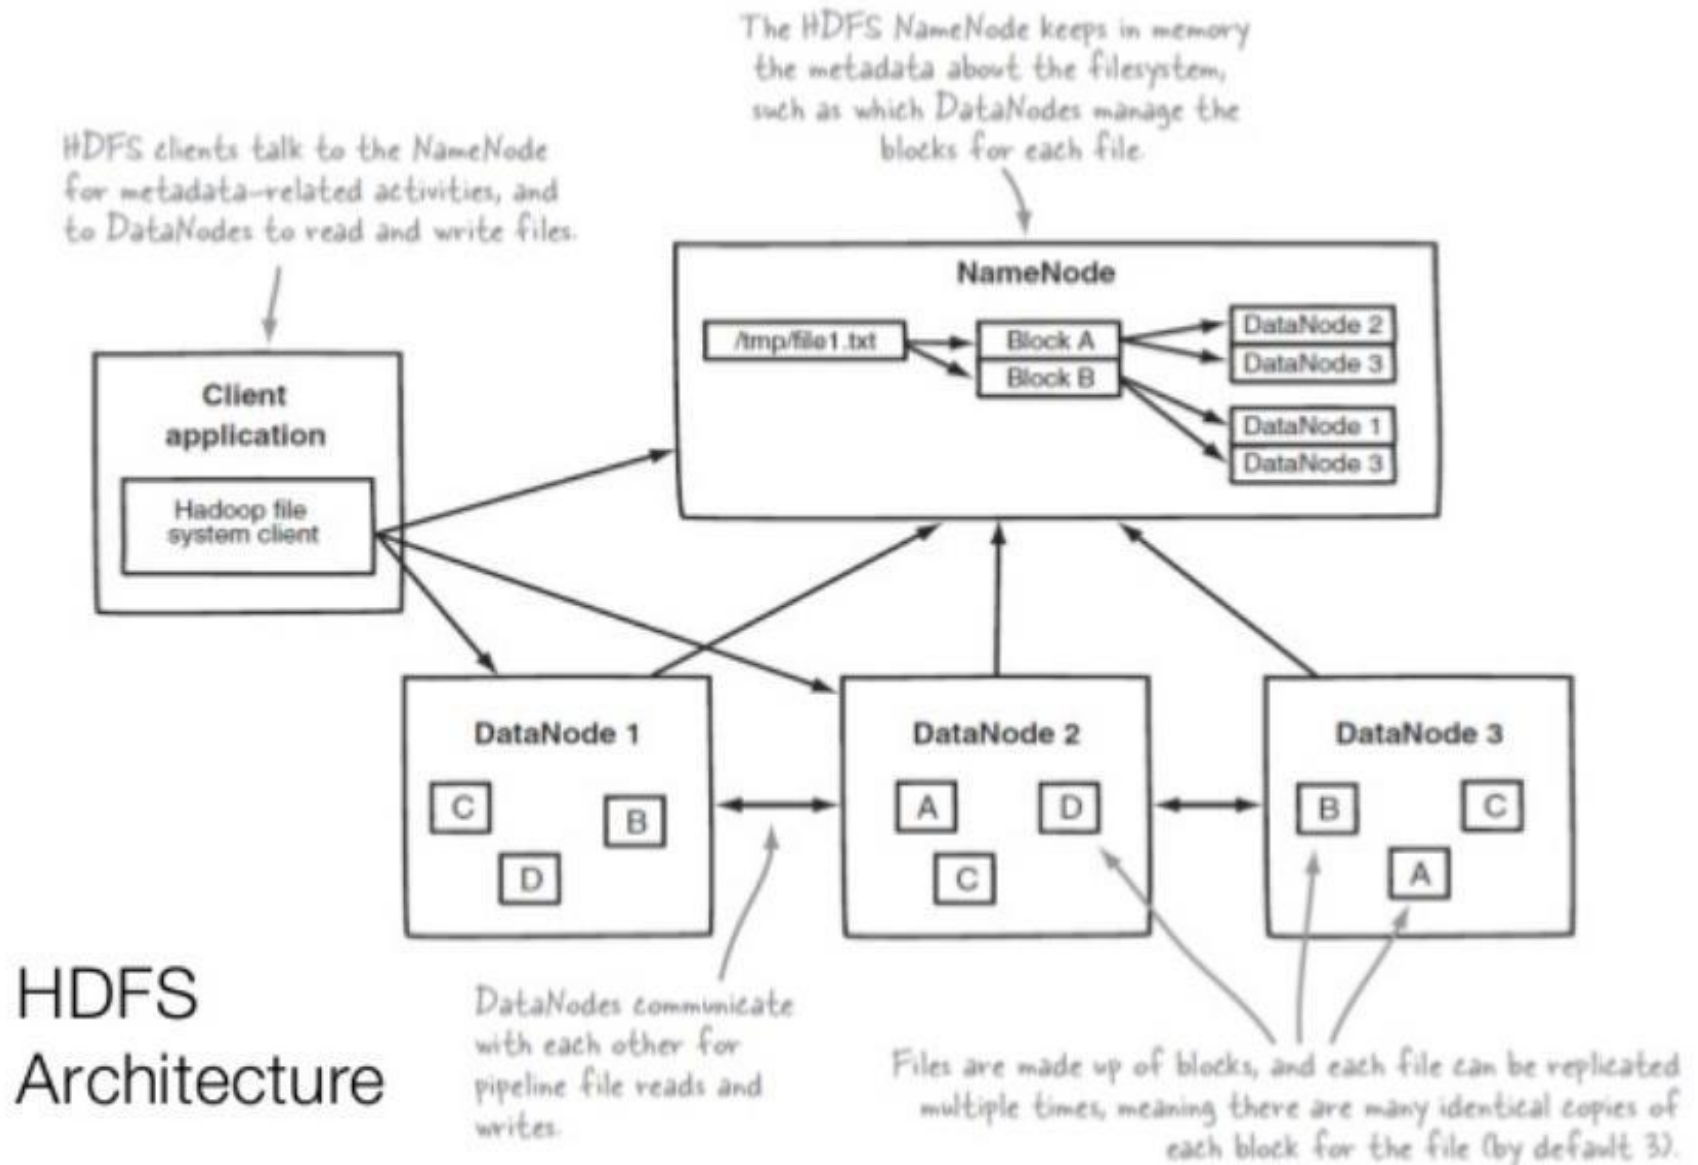 The HDFS NameNode keeps in memory
the metadata about the filesystem,
such as which DataNodes manage the
blocks for each file.
HDFS clients talk to the NameNode
for metadata-related activities, and
to DataNodes to read and write files.
NameNode
/tmp/file1.txt
Block A
Block B
DataNode 2
DataNode 3
DataNode 1
DataNode 3
Client
application
Hadoop file
system client
DataNode 1
C
B
D
DataNode 2
A
D
C
DataNode 3
B
C
A
HDFS
Architecture
DataNodes communicate
with each other for
pipeline file reads and
writes.
Files are made up of blocks, and each file can be replicated
multiple times, meaning there are many identical copies of
each block for the file (by default 3).